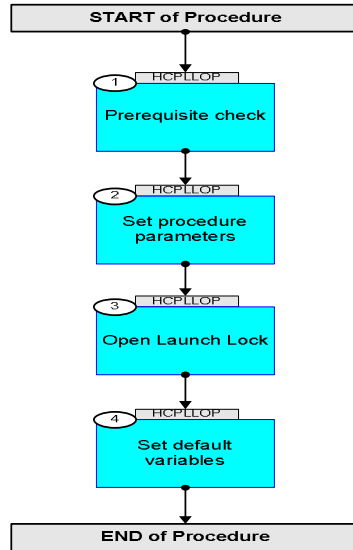 START of Procedure
HCPLLOP
1
Prerequisite check
HCPLLOP
2
Set procedure
parameters
HCPLLOP
3
Open Launch Lock
HCPLLOP
4
Set default
variables
END of Procedure